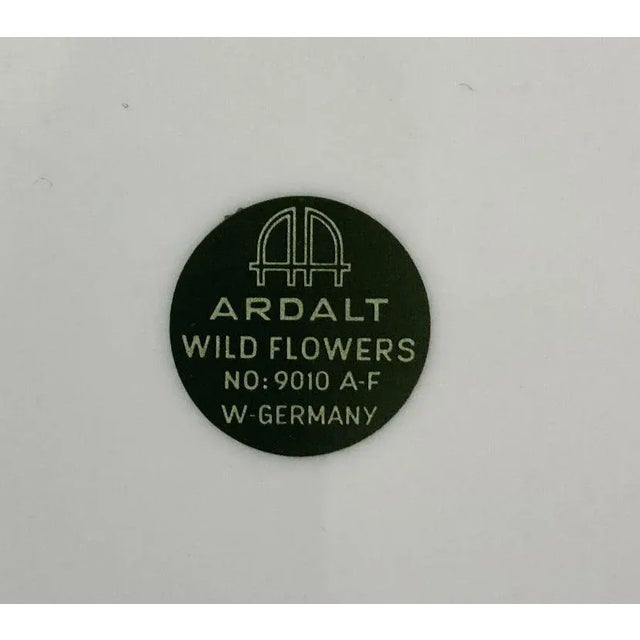 ARDALT
WILD FLOWERS
NO: 9010 A-F
W-GERMANY